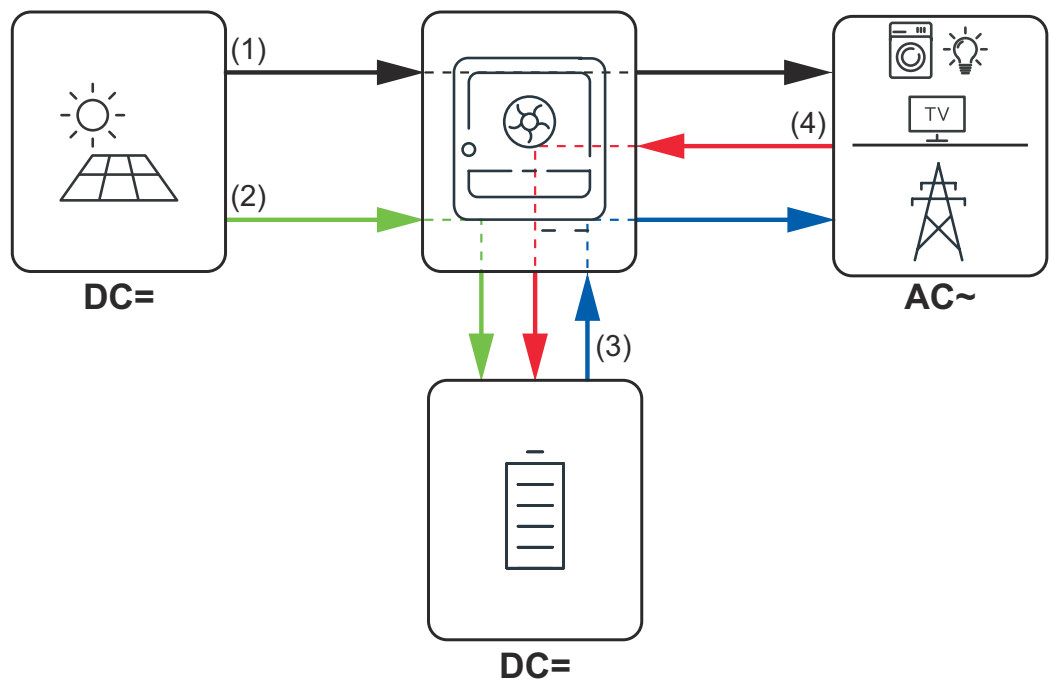 (1)
TV
(4)
(2)
DC=
AC~
(3)
DC=